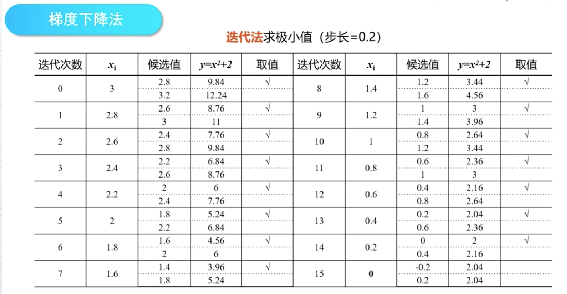 梯度下降法
迭代法求极小值（步长=0.2）
迭代次数 xi 候选值 y=x²+2 取值 迭代次数 xi 候选值 y=x²+2 取值
0 3 2.8 9.84 √ 8 1.4 1.2 3.44 √
3.2 12.24 1.6 4.56
1 2.8 2.6 8.76 √ 9 1.2 1 3 √
3 11 1.4 3.96
2 2.6 2.4 7.76 √ 10 1 0.8 2.64 √
2.8 9.84 1.2 3.44
3 2.4 2.2 6.84 √ 11 0.8 0.6 2.36 √
2.6 8.76 1 3
4 2.2 2 6 √ 12 0.6 0.4 2.16 √
2.4 7.76 0.8 2.64
5 2 1.8 5.24 √ 13 0.4 0.2 2.04 √
2.2 6.84 0.6 2.36
6 1.8 1.6 4.56 √ 14 0.2 0 2 √
2 6 0.4 2.16
7 1.6 1.4 3.96 √ 15 0 -0.2 2.04
1.8 5.24 0.2 2.04